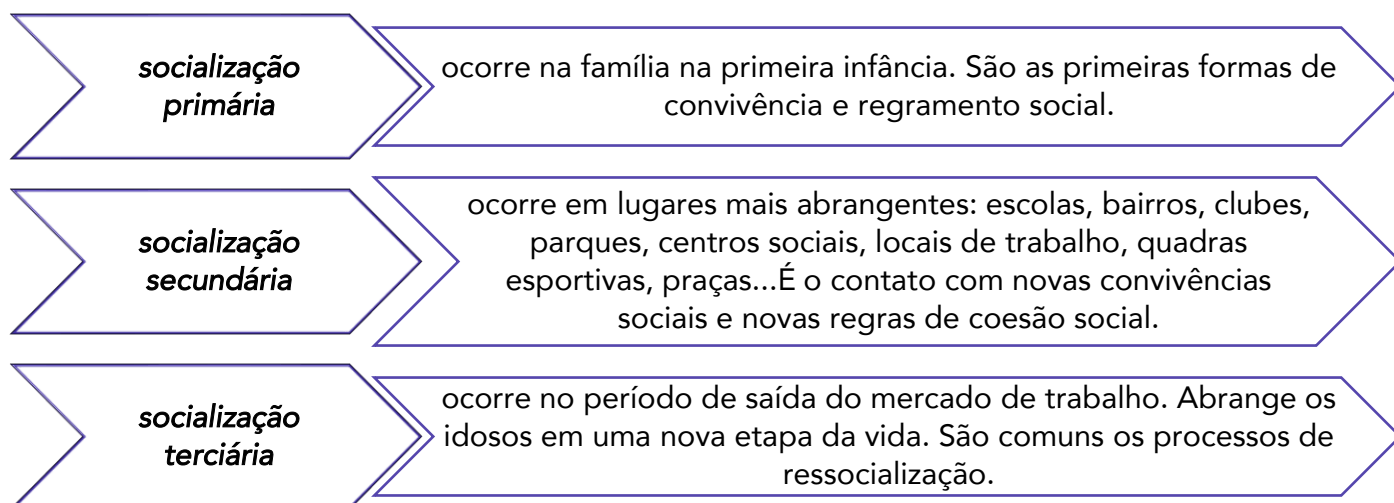 socialização
primária
ocorre na família na primeira infância. São as primeiras formas de
convivência e regramento social.
socialização
secundária
ocorre em lugares mais abrangentes: escolas, bairros, clubes,
parques, centros sociais, locais de trabalho, quadras
esportivas, praças...É o contato com novas convivências
sociais e novas regras de coesão social.
socialização
terciária
ocorre no período de saída do mercado de trabalho. Abrange os
idosos em uma nova etapa da vida. São comuns os processos de
ressocialização.